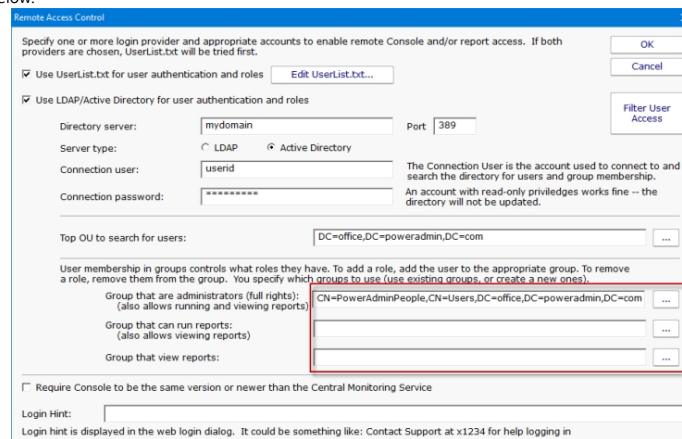 elow.
Remote Access Control
Specify one or more login provider and appropriate accounts to enable remote Console and/or report access. If both
providers are chosen, UserList.txt will be tried first.
OK
Cancel
Use UserList.txt for user authentication and roles
Edit UserList.txt...
Use LDAP/Active Directory for user authentication and roles
Filter User
Access
Directory server:
mydomain
Port
389
Server type:
LDAP
Active Directory
Connection user:
userid
The Connection User is the account used to connect to and
search the directory for users and group membership.
Connection password:
*********
An account with read-only priviledges works fine -- the
directory will not be updated.
Top OU to search for users:
DC=office,DC=poweradmin,DC=com
...
User membership in groups controls what roles they have. To add a role, add the user to the appropriate group. To remove
a role, remove them from the group. You specify which groups to use (use existing groups, or create a new ones).
Group that are administrators (full rights):
(also allows running and viewing reports)
CN=PowerAdminPeople,CN=Users,DC=office,DC=poweradmin,DC=com
...
Group that can run reports:
(also allows viewing reports)
...
Group that view reports:
...
Require Console to be the same version or newer than the Central Monitoring Service
Login Hint:
Login hint is displayed in the web login dialog. It could be something like: Contact Support at x1234 for help logging in